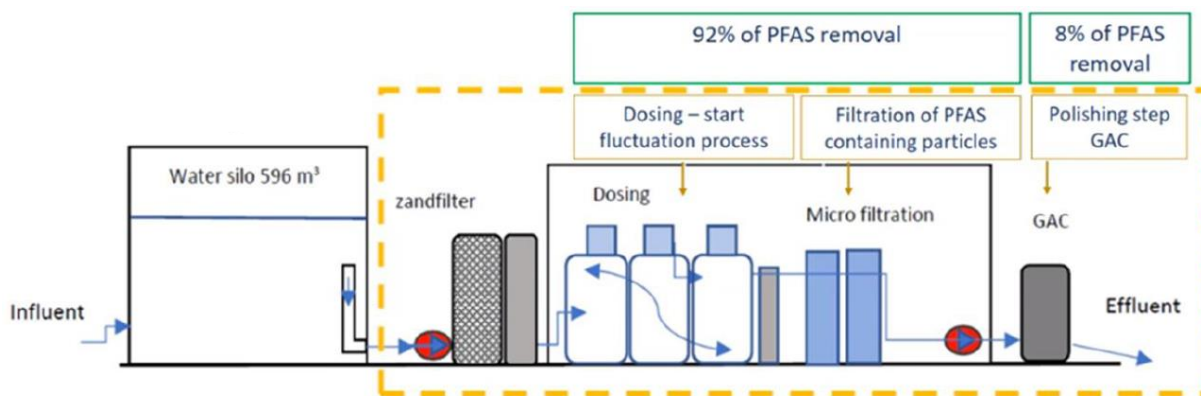 92% of PFAS removal
8% of PFAS
removal
Dosing – start
fluctuation process
Filtration of PFAS
containing particles
Polishing step
GAC
Water silo 596 m³
zandfilter
Dosing
Micro filtration
GAC
Influent
Effluent